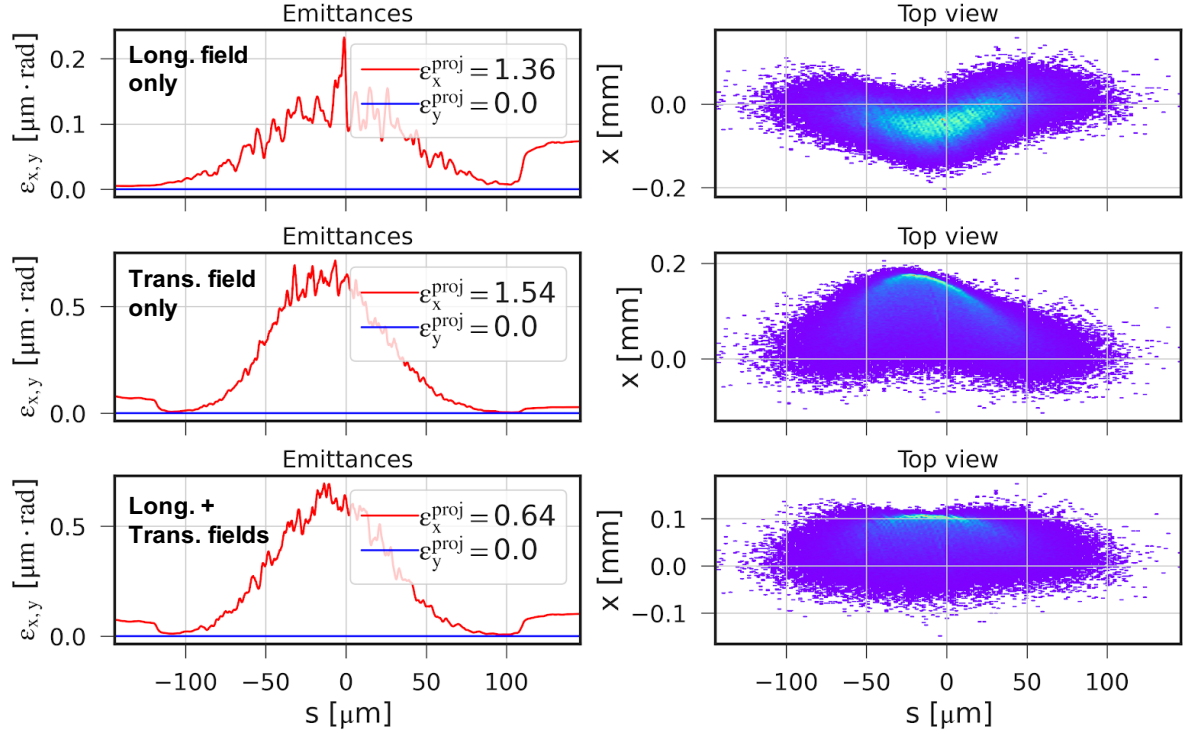 Emittances
Long. field
only
ε_x^proj = 1.36
ε_y^proj = 0.0
0.2
0.1
0.0
ε_x,y [μm · rad]
Top view
0.0
−0.2
x [mm]
Emittances
Trans. field
only
ε_x^proj = 1.54
ε_y^proj = 0.0
0.5
0.0
ε_x,y [μm · rad]
Top view
0.2
0.0
x [mm]
Emittances
Long. +
Trans. fields
ε_x^proj = 0.64
ε_y^proj = 0.0
0.5
0.0
ε_x,y [μm · rad]
−100 −50 0 50 100
s [μm]
Top view
0.1
0.0
−0.1
x [mm]
−100 −50 0 50 100
s [μm]